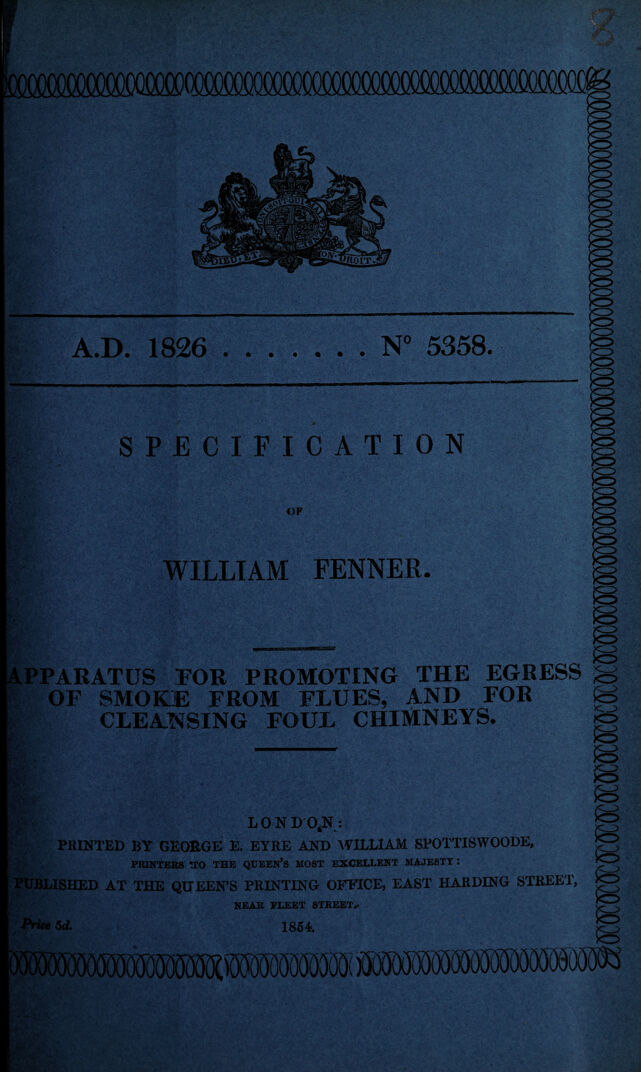 8
DIEU · ET MON · DROIT
A.D. 1826 . . . . . . . . N° 5358.
SPECIFICATION
OF
WILLIAM FENNER.
APPARATUS FOR PROMOTING THE EGRESS
OF SMOKE FROM FLUES, AND FOR
CLEANSING FOUL CHIMNEYS.
LONDON:
PRINTED BY GEORGE E. EYRE AND WILLIAM SPOTTISWOODE,
PRINTERS TO THE QUEEN'S MOST EXCELLENT MAJESTY:
PUBLISHED AT THE QUEEN'S PRINTING OFFICE, EAST HARDING STREET,
NEAR FLEET STREET.
Price 5d.
1854.